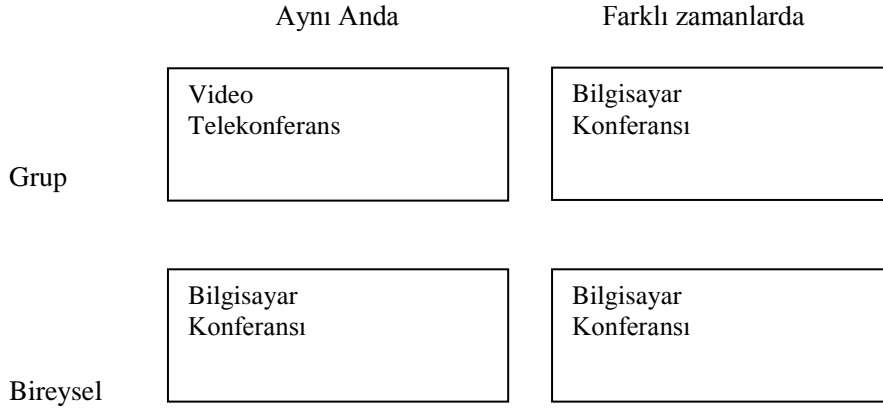 Aynı Anda Farklı zamanlarda
Video
Telekonferans
Bilgisayar
Konferansı
Grup
Bilgisayar
Konferansı
Bilgisayar
Konferansı
Bireysel